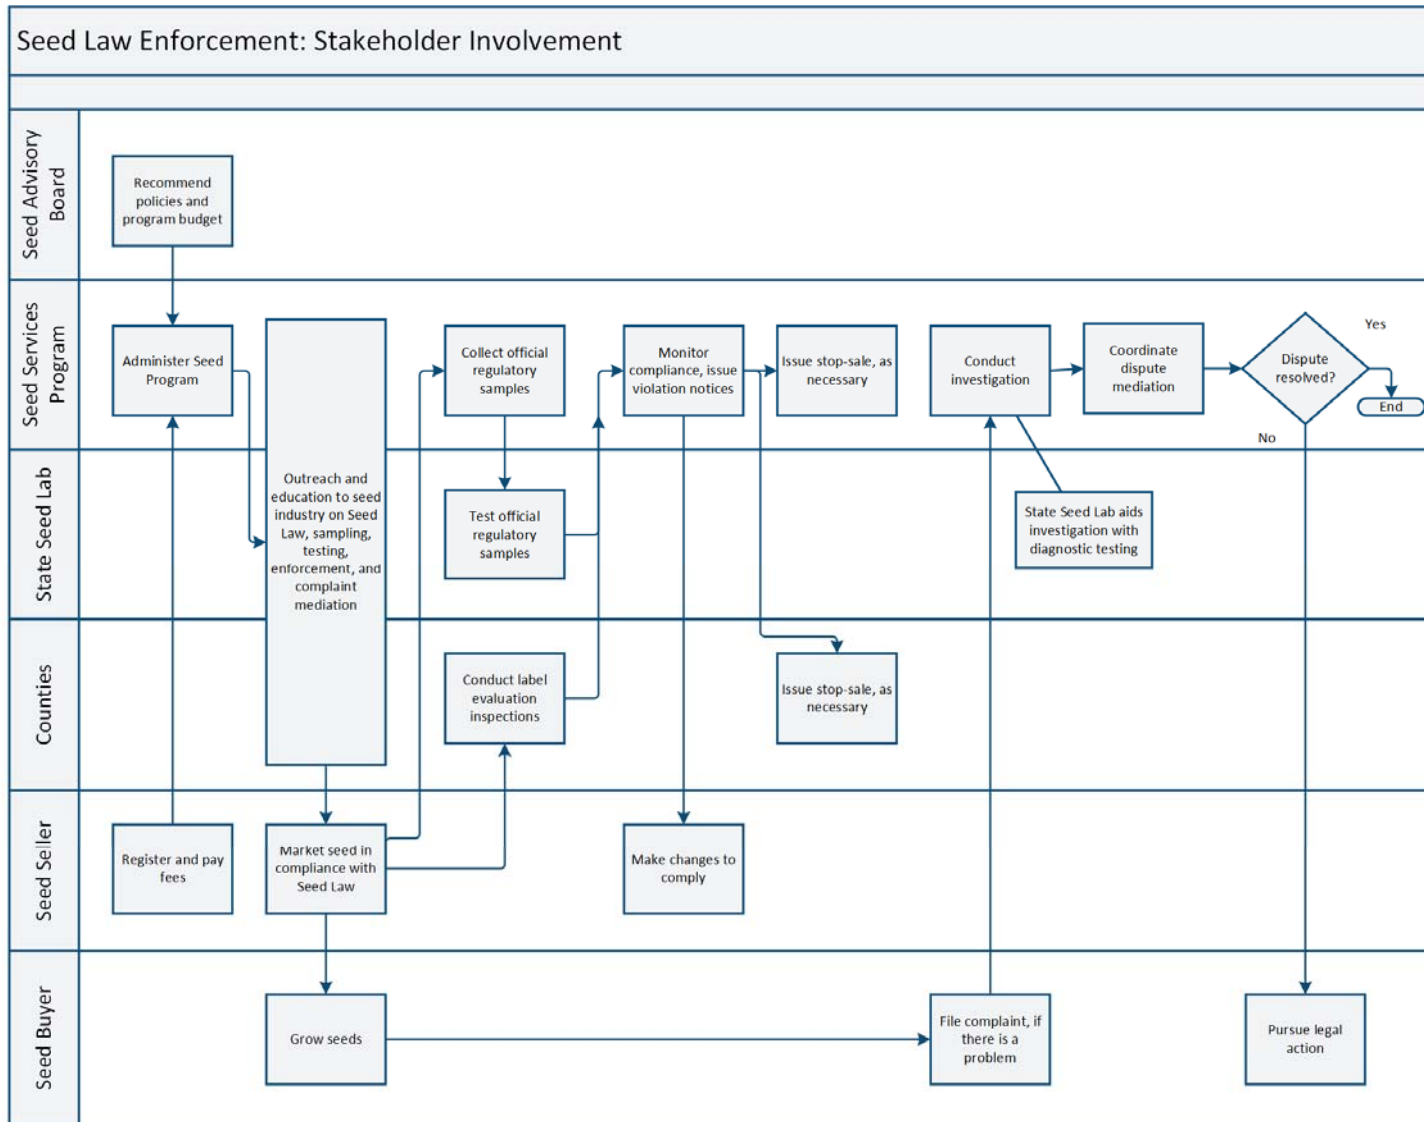 Seed Law Enforcement: Stakeholder Involvement
Seed Advisory
Board
Recommend
policies and
program budget
Seed Services
Program
Administer Seed
Program
Collect official
regulatory
samples
Monitor
compliance, issue
violation notices
Issue stop-sale, as
necessary
Conduct
investigation
Coordinate
dispute
mediation
Dispute
resolved?
Yes
End
No
State Seed Lab
Outreach and
education to seed
industry on Seed
Law, sampling,
testing,
enforcement, and
complaint
mediation
Test official
regulatory
samples
State Seed Lab aids
investigation with
diagnostic testing
Counties
Conduct label
evaluation
inspections
Issue stop-sale, as
necessary
Seed Seller
Register and pay
fees
Market seed in
compliance with
Seed Law
Make changes to
comply
Seed Buyer
Grow seeds
File complaint, if
there is a
problem
Pursue legal
action